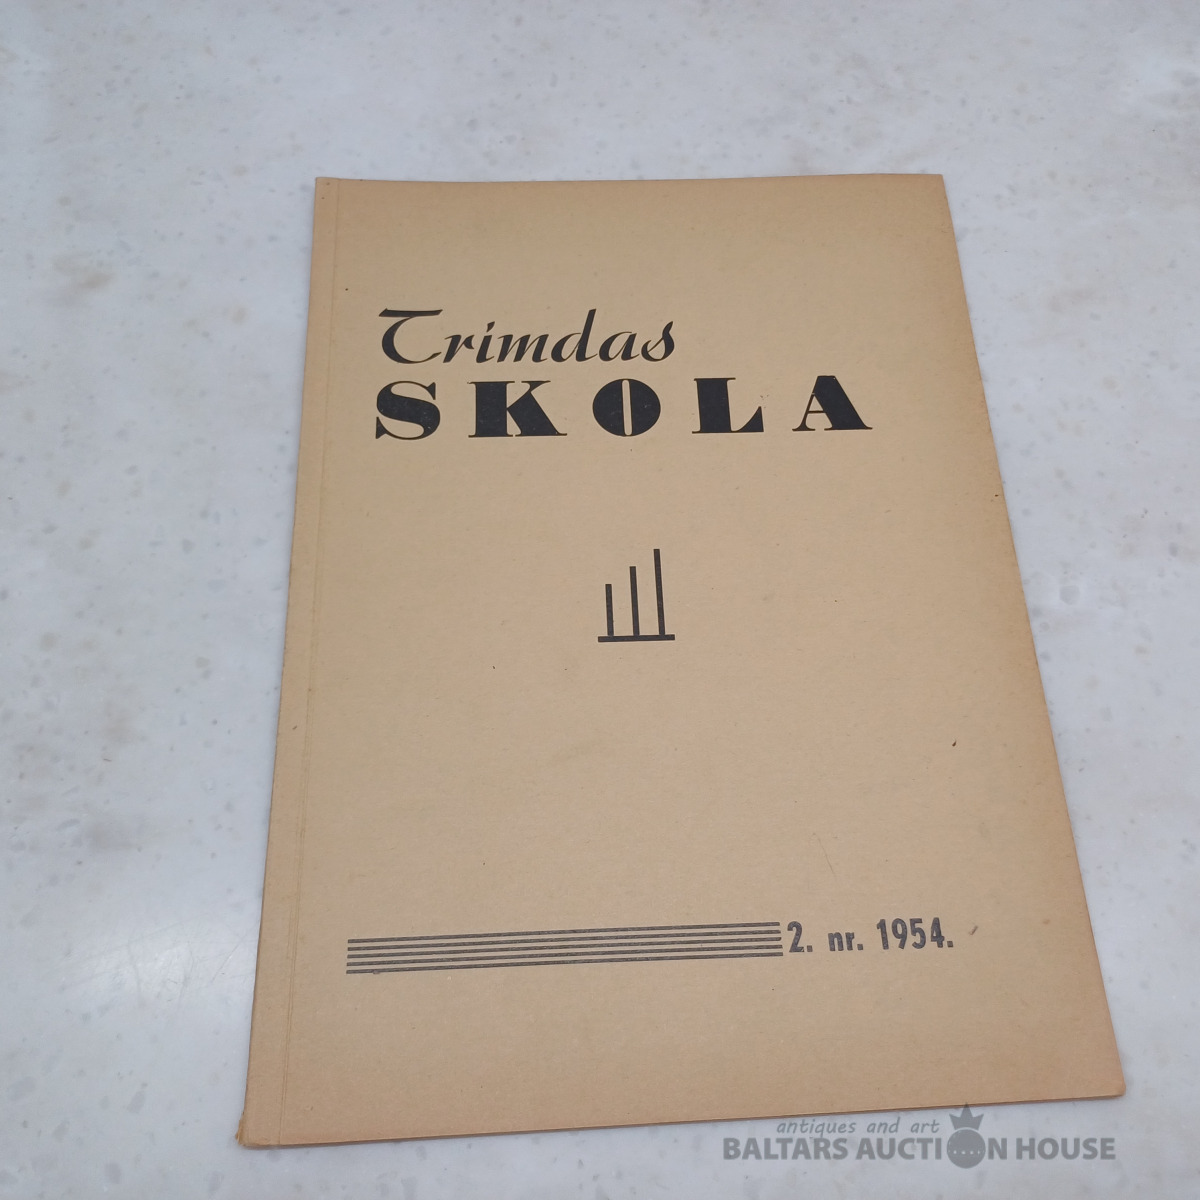 Trimdas
SKOLA
2. nr. 1954.
antiques and art
BALTARS AUCTION HOUSE